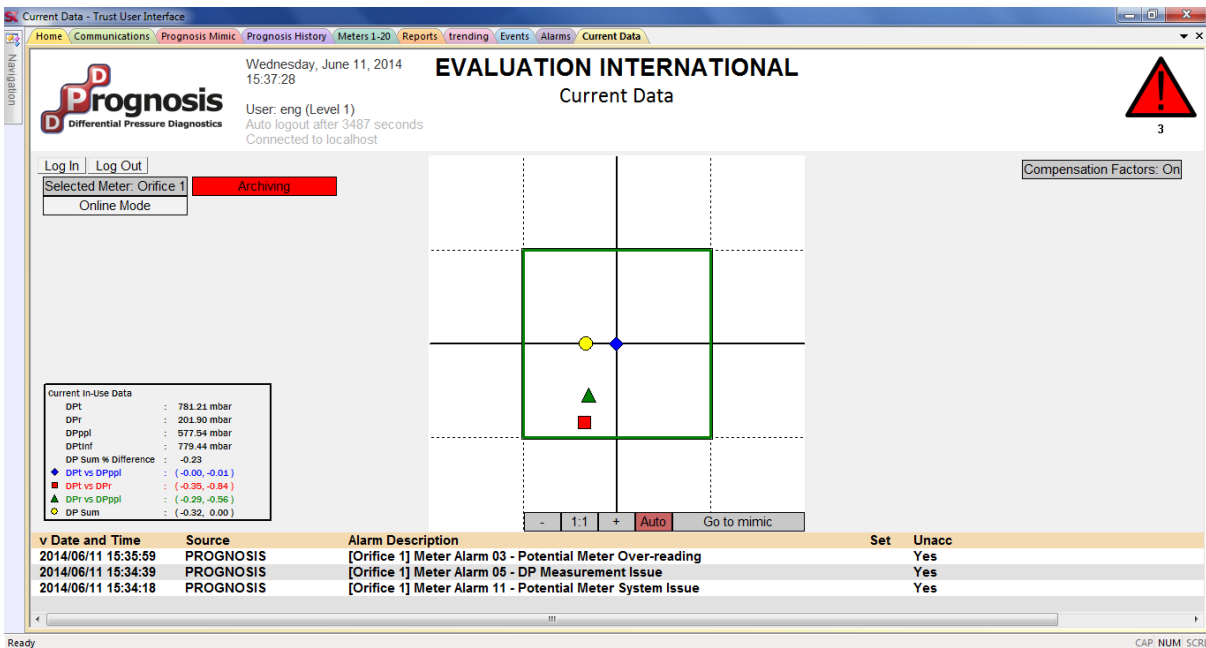 Current Data - Trust User Interface
Home Communications Prognosis Mimic Prognosis History Meters 1-20 Reports trending Events Alarms Current Data
Navigation
DPrognosis
D Differential Pressure Diagnostics
Wednesday, June 11, 2014
15:37:28
User: eng (Level 1)
Auto logout after 3487 seconds
Connected to localhost
EVALUATION INTERNATIONAL
Current Data
3
Log In Log Out
Selected Meter: Orifice 1 Archiving
Online Mode
Compensation Factors: On
Current In-Use Data
DPt : 781.21 mbar
DPr : 201.90 mbar
DPppl : 577.54 mbar
DPtinf : 779.44 mbar
DP Sum % Difference : -0.23
DPt vs DPppl : ( -0.00, -0.01 )
DPt vs DPr : ( -0.35, -0.84 )
DPr vs DPppl : ( -0.29, -0.56 )
DP Sum : ( -0.32, 0.00 )
- 1:1 + Auto Go to mimic
v Date and Time Source Alarm Description Set Unacc
2014/06/11 15:35:59 PROGNOSIS [Orifice 1] Meter Alarm 03 - Potential Meter Over-reading Yes
2014/06/11 15:34:39 PROGNOSIS [Orifice 1] Meter Alarm 05 - DP Measurement Issue Yes
2014/06/11 15:34:18 PROGNOSIS [Orifice 1] Meter Alarm 11 - Potential Meter System Issue Yes
Ready CAP NUM SCRL